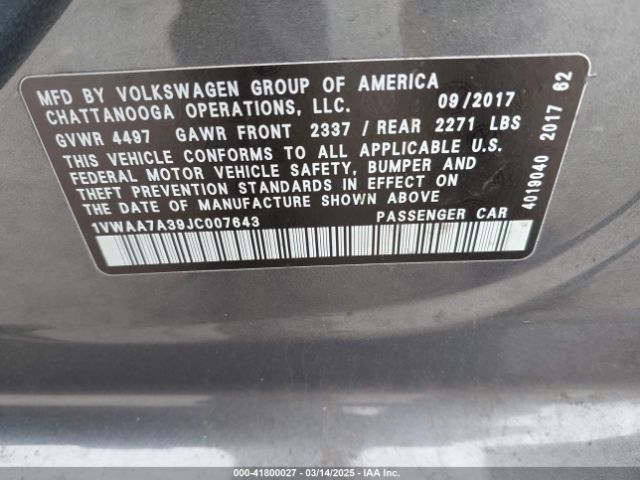 MFD BY VOLKSWAGEN GROUP OF AMERICA
CHATTANOOGA OPERATIONS, LLC. 09/2017
GVWR 4497 GAWR FRONT 2337 / REAR 2271 LBS
THIS VEHICLE CONFORMS TO ALL APPLICABLE U.S.
FEDERAL MOTOR VEHICLE SAFETY, BUMPER AND
THEFT PREVENTION STANDARDS IN EFFECT ON
THE DATE OF MANUFACTURE SHOWN ABOVE
1VWAA7A39JC007643 PASSENGER CAR
4019040 2017 62
000-41800027 - 03/14/2025 - IAA Inc.